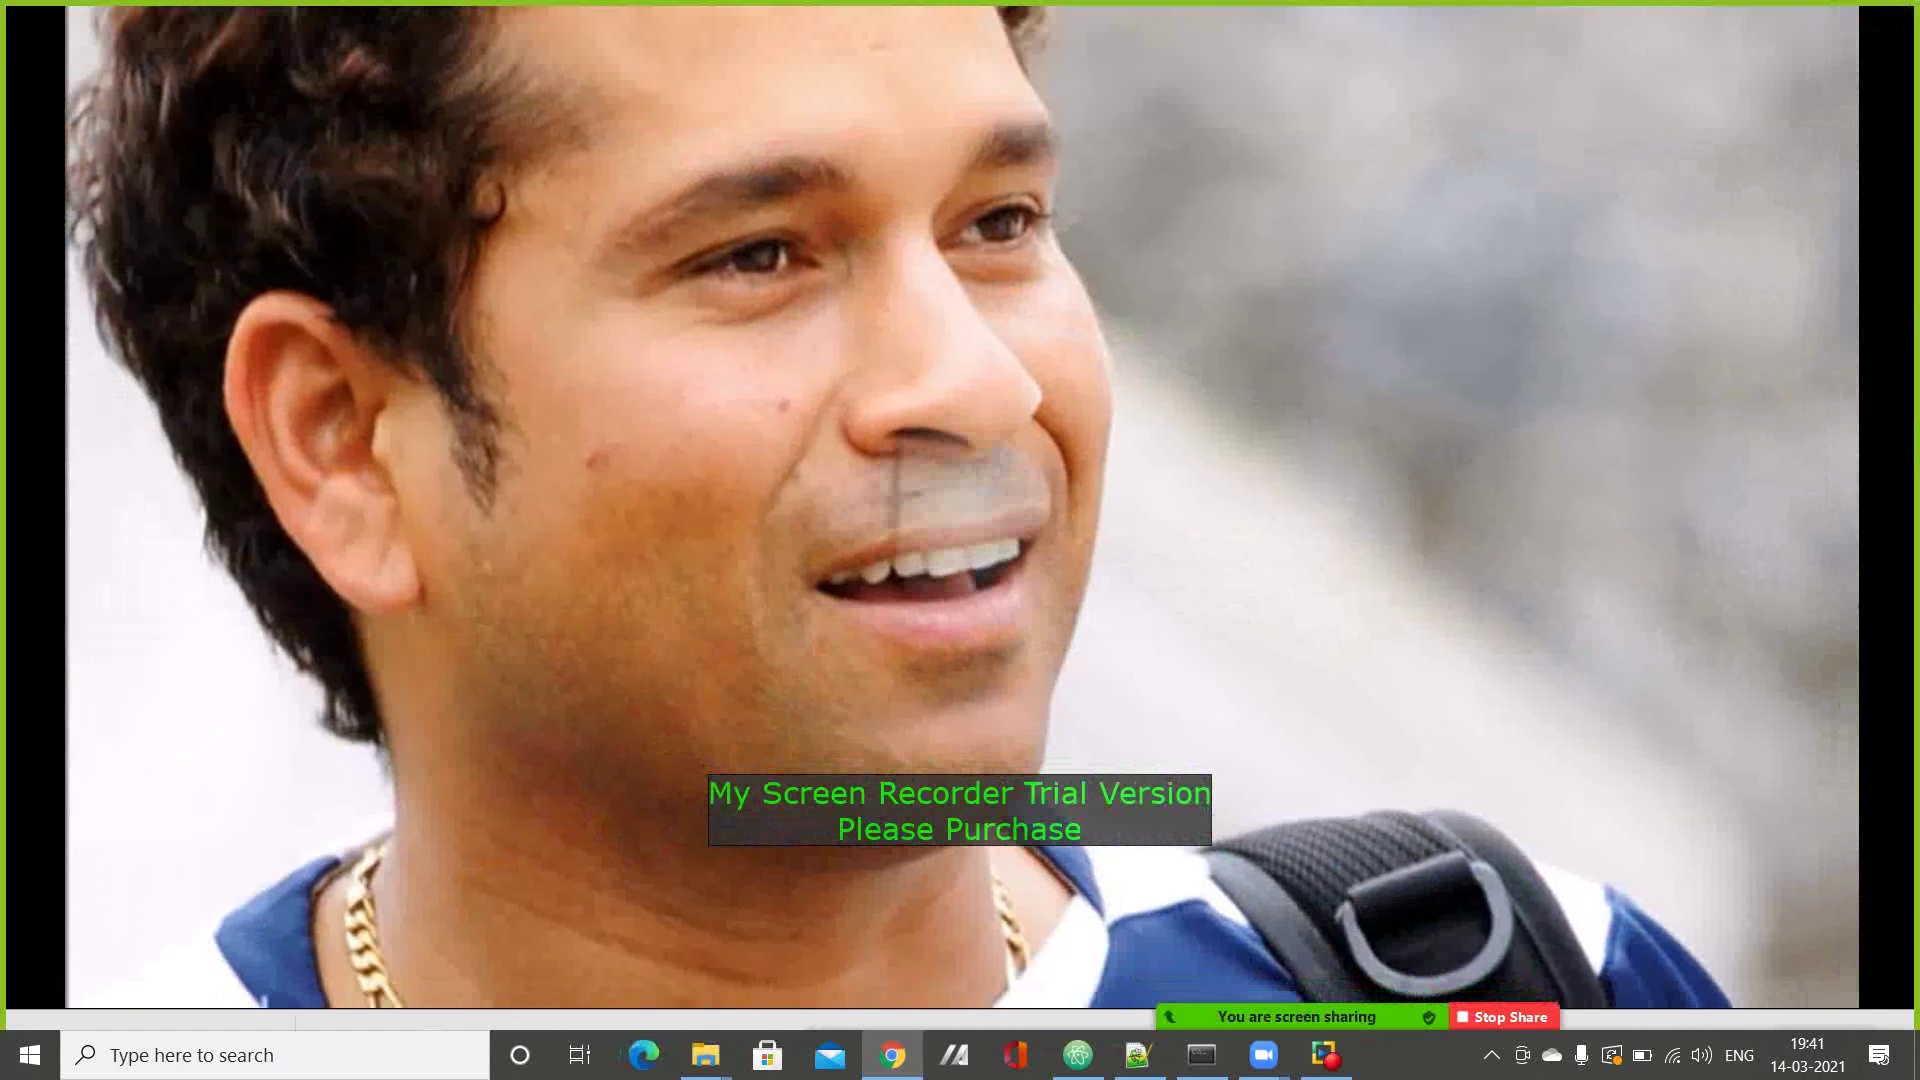 My Screen Recorder Trial Version
Please Purchase
You are screen sharing
Stop Share
Type here to search
ENG
19:41
14-03-2021